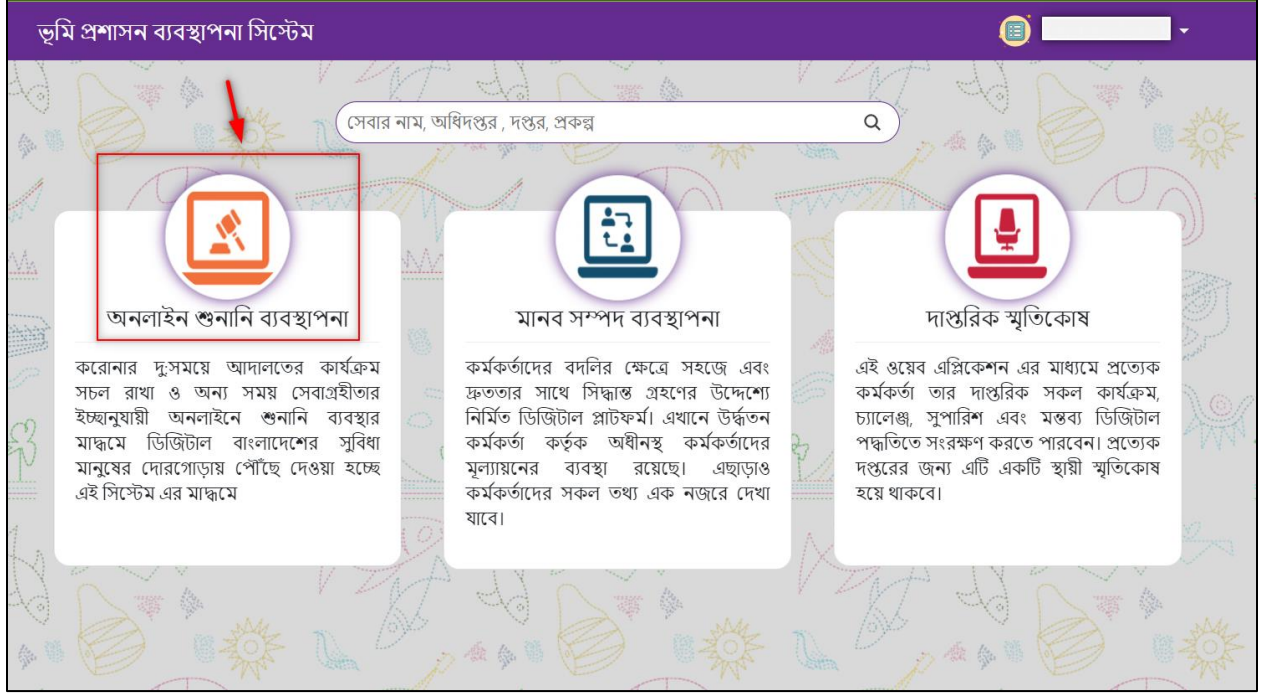 ভূমি প্রশাসন ব্যবস্থাপনা সিস্টেম
সেবার নাম, অধিদপ্তর , দপ্তর, প্রকল্প
অনলাইন শুনানি ব্যবস্থাপনা
করোনার দু:সময়ে আদালতের কার্যক্রম
সচল রাখা ও অন্য সময় সেবাগ্রহীতার
ইচ্ছানুযায়ী অনলাইনে শুনানি ব্যবস্থার
মাদ্ধমে ডিজিটাল বাংলাদেশের সুবিধা
মানুষের দোরগোড়ায় পৌঁছে দেওয়া হচ্ছে
এই সিস্টেম এর মাদ্ধমে
মানব সম্পদ ব্যবস্থাপনা
কর্মকর্তাদের বদলির ক্ষেত্রে সহজে এবং
দ্রুততার সাথে সিদ্ধান্ত গ্রহণের উদ্দেশ্যে
নির্মিত ডিজিটাল প্লাটফর্ম। এখানে উর্দ্ধতন
কর্মকর্তা কর্তৃক অধীনস্থ কর্মকর্তাদের
মূল্যায়নের ব্যবস্থা রয়েছে। এছাড়াও
কর্মকর্তাদের সকল তথ্য এক নজরে দেখা
যাবে।
দাপ্তরিক স্মৃতিকোষ
এই ওয়েব এপ্লিকেশন এর মাধ্যমে প্রত্যেক
কর্মকর্তা তার দাপ্তরিক সকল কার্যক্রম,
চ্যালেঞ্জ, সুপারিশ এবং মন্তব্য ডিজিটাল
পদ্ধতিতে সংরক্ষণ করতে পারবেন। প্রত্যেক
দপ্তরের জন্য এটি একটি স্থায়ী স্মৃতিকোষ
হয়ে থাকবে।